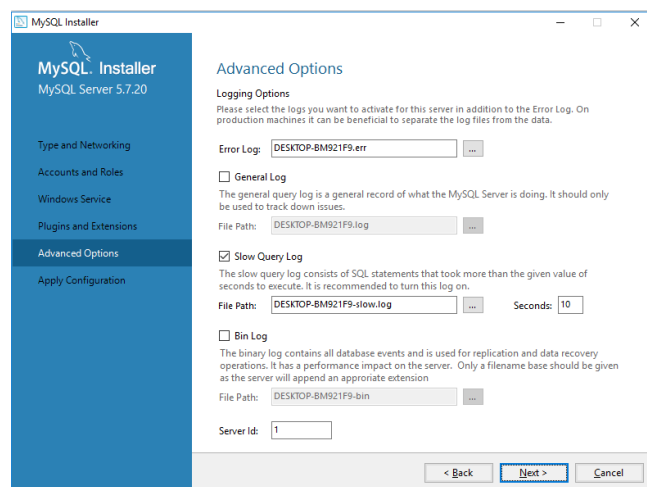 MySQL Installer
MySQL. Installer
MySQL Server 5.7.20
Type and Networking
Accounts and Roles
Windows Service
Plugins and Extensions
Advanced Options
Apply Configuration
Advanced Options
Logging Options
Please select the logs you want to activate for this server in addition to the Error Log. On
production machines it can be beneficial to separate the log files from the data.
Error Log: DESKTOP-BM921F9.err ...
General Log
The general query log is a general record of what the MySQL Server is doing. It should only
be used to track down issues.
File Path: DESKTOP-BM921F9.log ...
Slow Query Log
The slow query log consists of SQL statements that took more than the given value of
seconds to execute. It is recommended to turn this log on.
File Path: DESKTOP-BM921F9-slow.log ... Seconds: 10
Bin Log
The binary log contains all database events and is used for replication and data recovery
operations. It has a performance impact on the server. Only a filename base should be given
as the server will append an approriate extension
File Path: DESKTOP-BM921F9-bin ...
Server Id: 1
< Back Next > Cancel